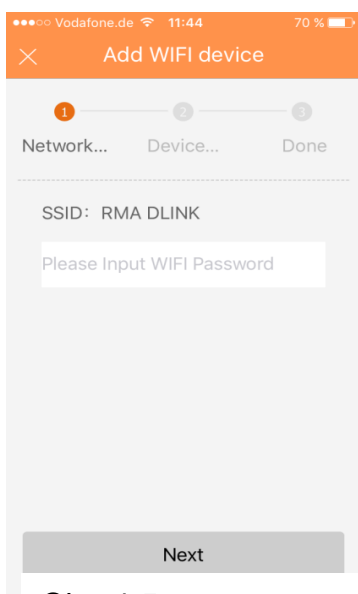 Vodafone.de 11:44 70 %
Add WIFI device
1 2 3
Network... Device... Done
SSID: RMA DLINK
Please Input WIFI Password
Next